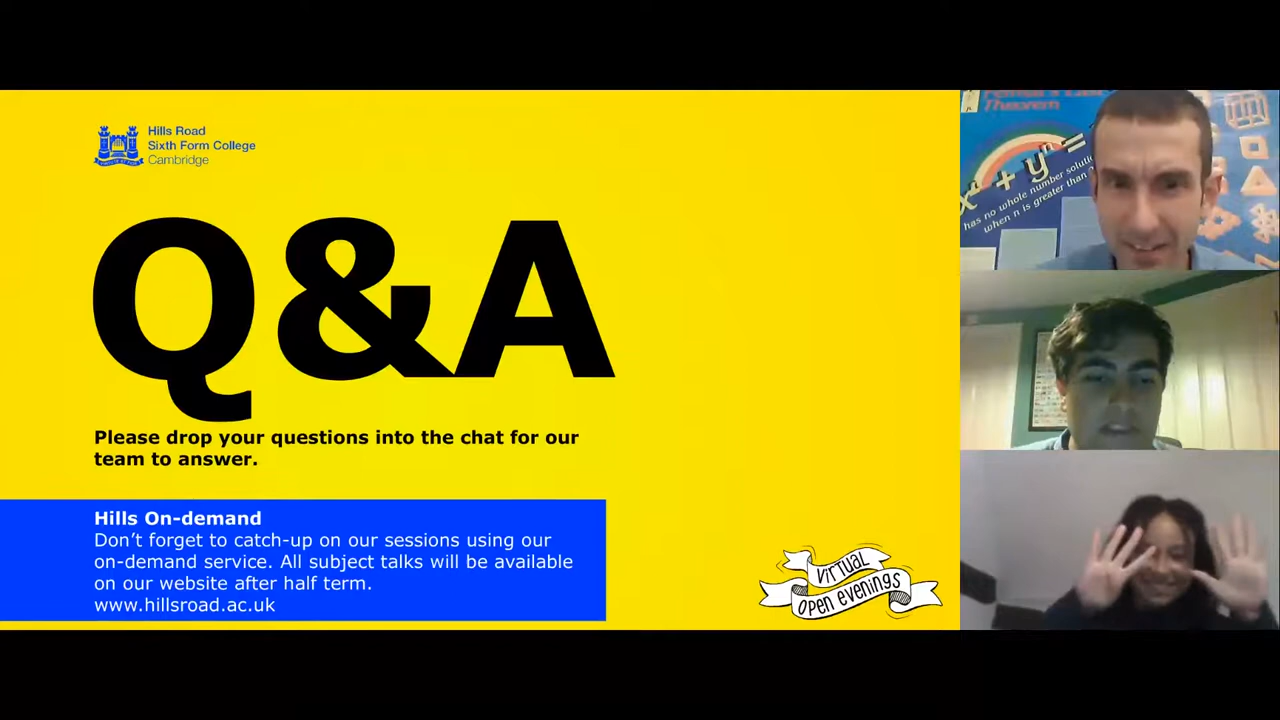 Hills Road
Sixth Form College
Cambridge
Q&A
Please drop your questions into the chat for our
team to answer.
Hills On-demand
Don’t forget to catch-up on our sessions using our
on-demand service. All subject talks will be available
on our website after half term.
www.hillsroad.ac.uk
virtual
open evenings
Theorem
xⁿ + yⁿ =
has no whole number
when n is greater than